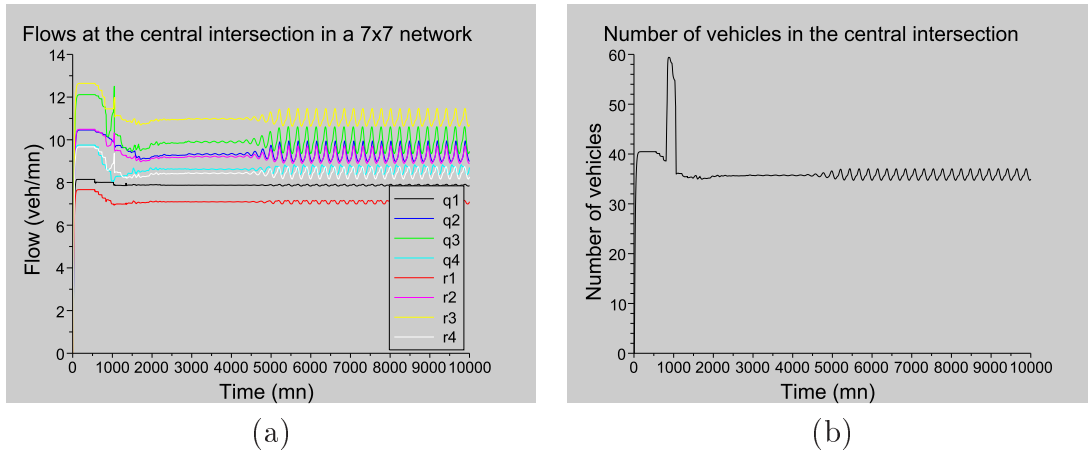 Flows at the central intersection in a 7x7 network
14
12
10
8
6
4
2
0
Flow (veh/mn)
0 1000 2000 3000 4000 5000 6000 7000 8000 9000 10000
Time (mn)
q1
q2
q3
q4
r1
r2
r3
r4
(a)
Number of vehicles in the central intersection
60
50
40
30
20
10
0
Number of vehicles
0 1000 2000 3000 4000 5000 6000 7000 8000 9000 10000
Time (mn)
(b)